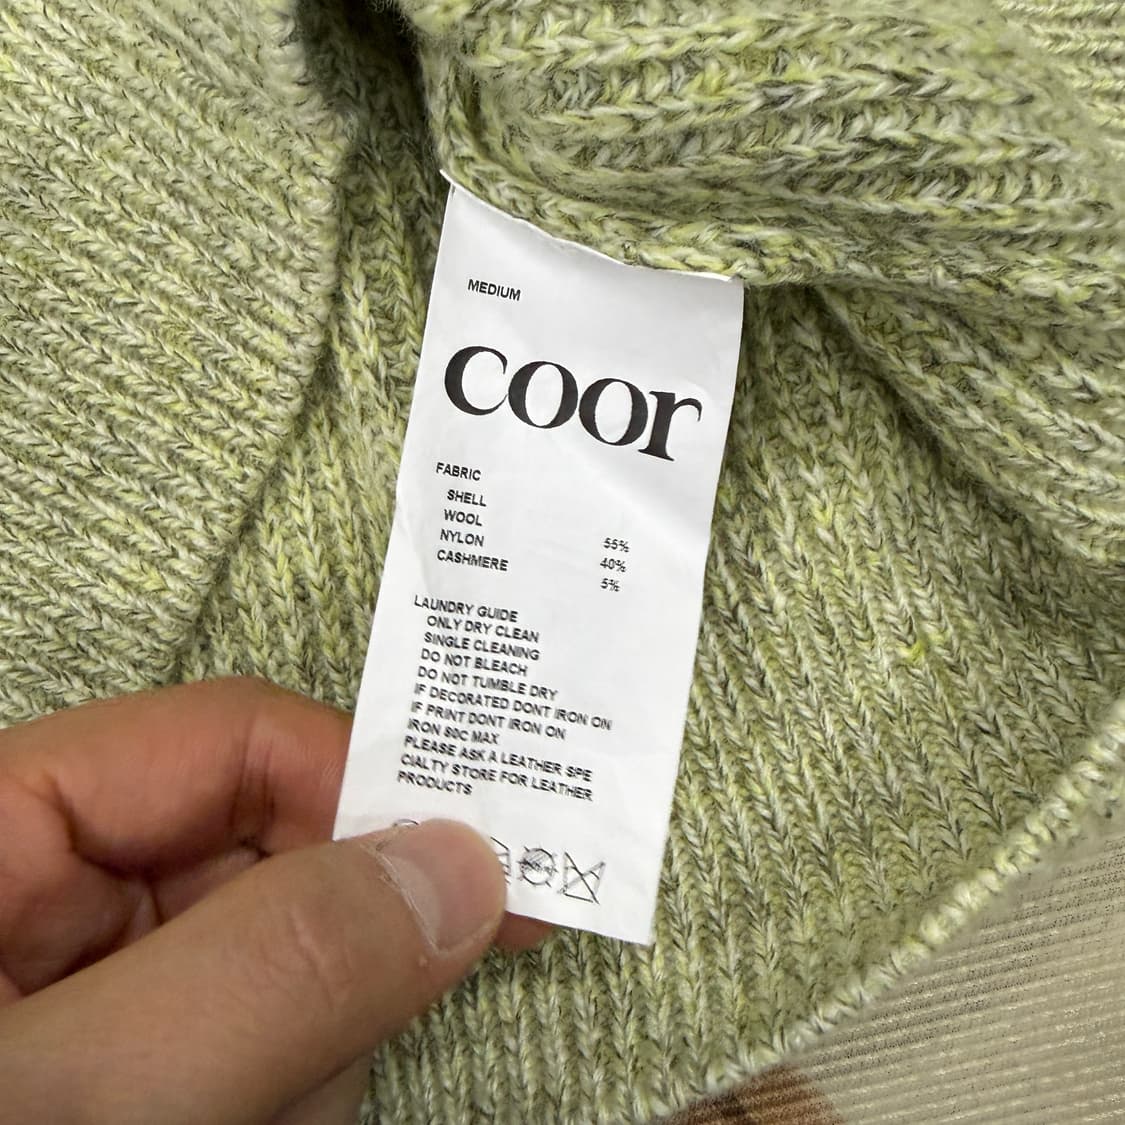 MEDIUM
coor
FABRIC
SHELL
WOOL 55%
NYLON 40%
CASHMERE 5%
LAUNDRY GUIDE
ONLY DRY CLEAN
SINGLE CLEANING
DO NOT BLEACH
DO NOT TUMBLE DRY
IF DECORATED DONT IRON ON
IF PRINT DONT IRON ON
IRON 80C MAX
PLEASE ASK A LEATHER SPE
CIALTY STORE FOR LEATHER
PRODUCTS